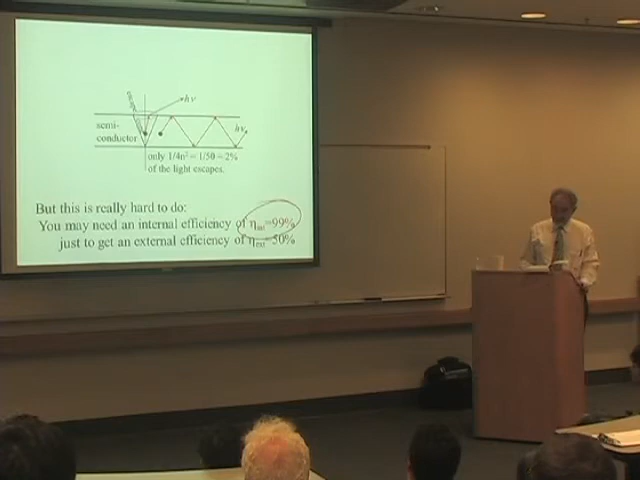 escape
hν
semi-
conductor
hν
only 1/4n² ~ 1/50 ~ 2%
of the light escapes.
But this is really hard to do:
You may need an internal efficiency of ηint=99%
just to get an external efficiency of ηext=50%